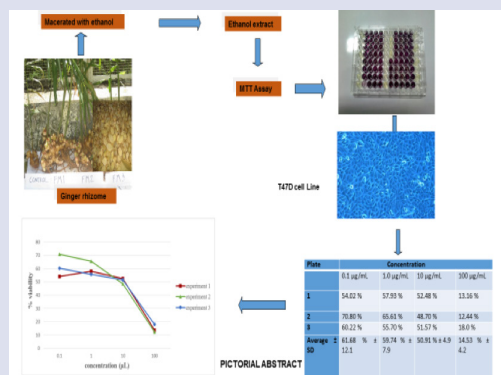 Macerated with ethanol
Ethanol extract
MTT Assay
CONTROL
Ginger rhizome
T47D cell Line
Plate Concentration
0.1 µg/mL 1.0 µg/mL 10 µg/mL 100 µg/mL
1 54.02 % 57.93 % 52.48 % 13.16 %
2 70.80 % 65.61 % 48.70 % 12.44 %
3 60.22 % 55.70 % 51.57 % 18.0 %
Average ± SD 61.68 % ± 12.1 59.74 % ± 7.9 50.91 % ± 4.9 14.53 % ± 4.2
% viability
80
70
60
50
40
30
20
10
0
0.1 1 10 100
concentration (µL)
experiment 1
experiment 2
experiment 3
PICTORIAL ABSTRACT